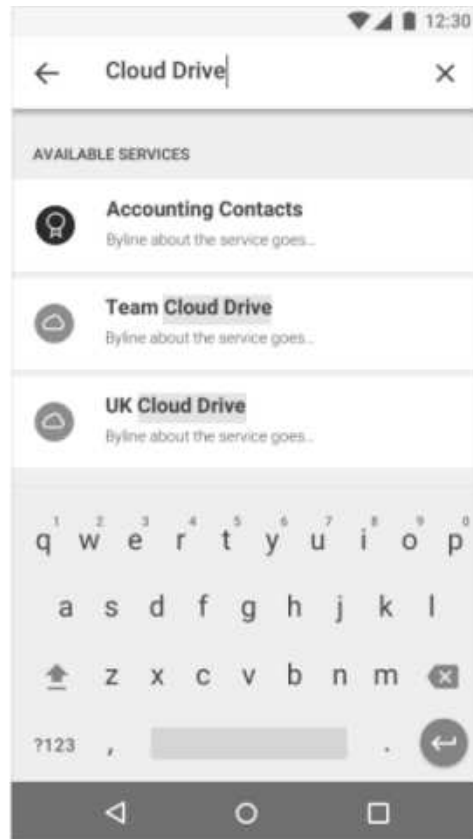 12:30
Cloud Drive
AVAILABLE SERVICES
Accounting Contacts
Byline about the service goes...
Team Cloud Drive
Byline about the service goes...
UK Cloud Drive
Byline about the service goes...
1 2 3 4 5 6 7 8 9 0
q w e r t y u i o p
a s d f g h j k l
z x c v b n m
?123 , .